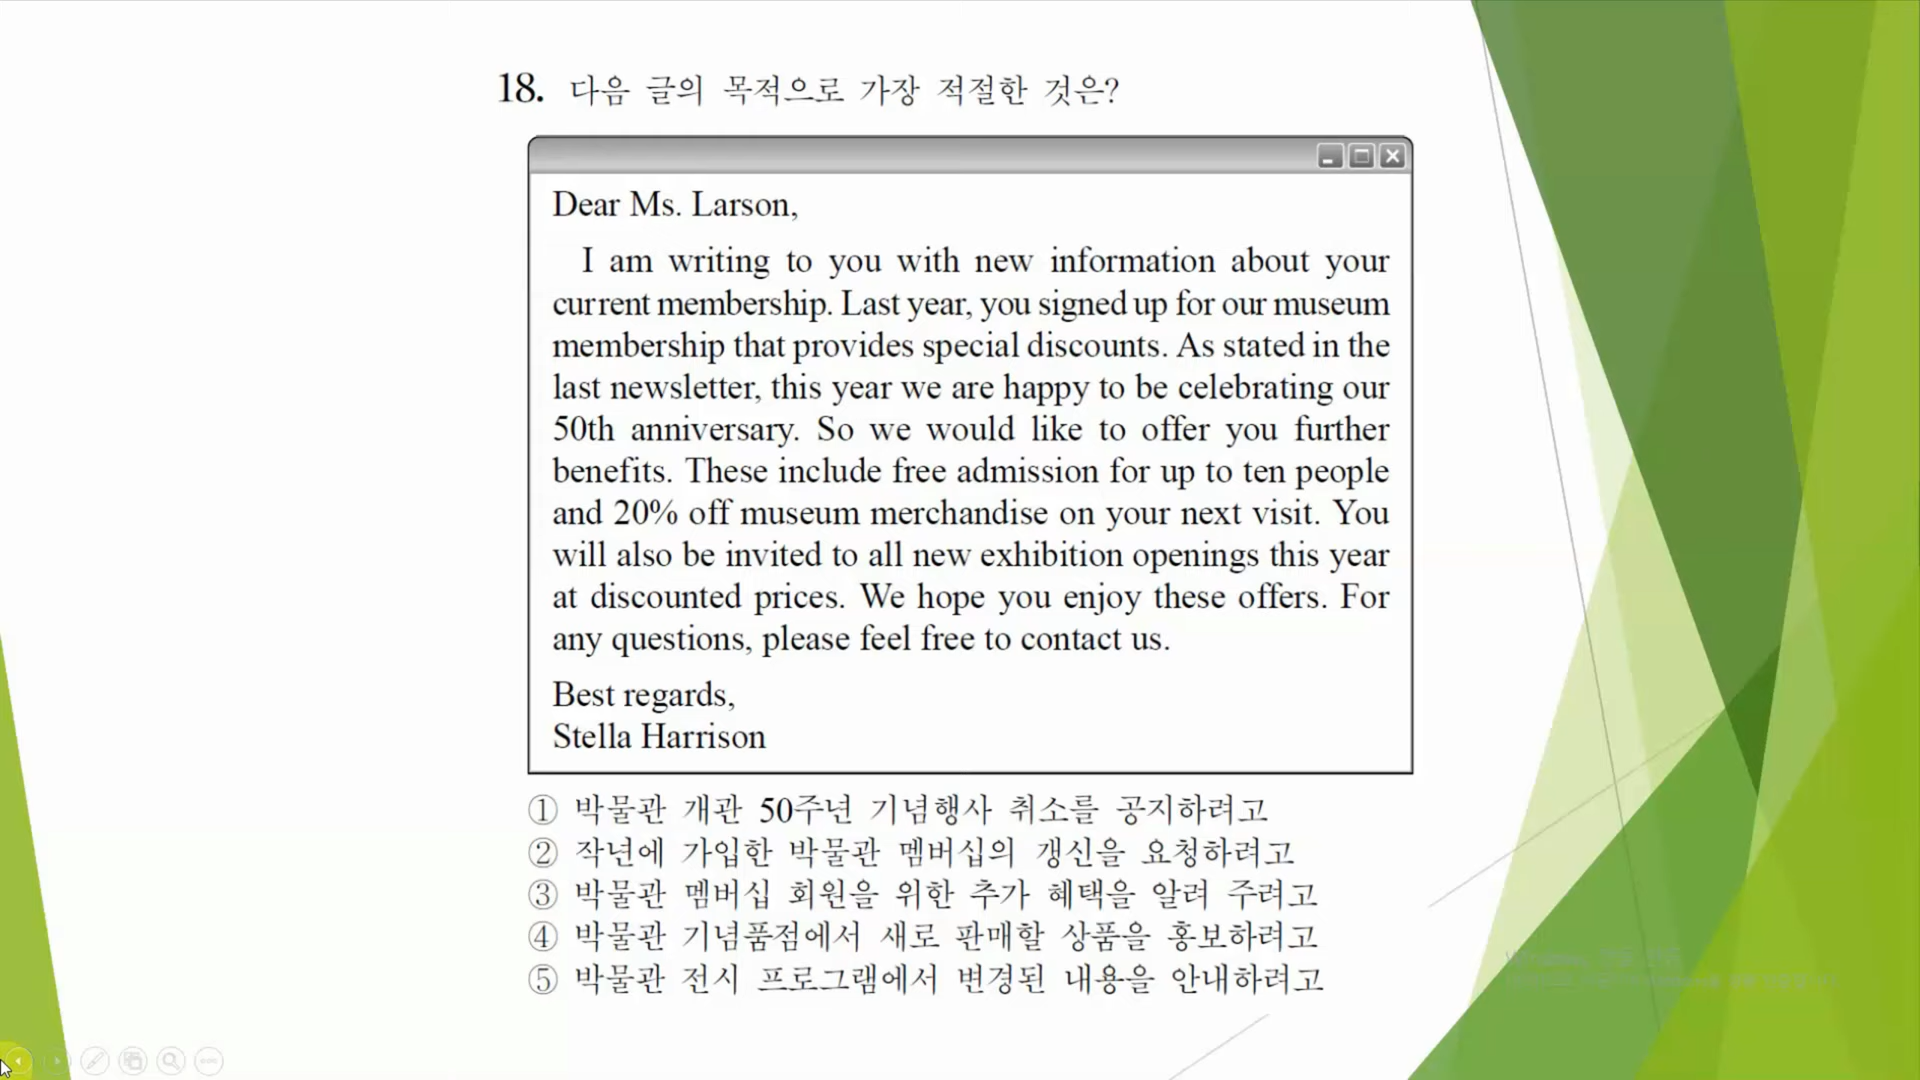 18. 다음 글의 목적으로 가장 적절한 것은?
Dear Ms. Larson,
I am writing to you with new information about your
current membership. Last year, you signed up for our museum
membership that provides special discounts. As stated in the
last newsletter, this year we are happy to be celebrating our
50th anniversary. So we would like to offer you further
benefits. These include free admission for up to ten people
and 20% off museum merchandise on your next visit. You
will also be invited to all new exhibition openings this year
at discounted prices. We hope you enjoy these offers. For
any questions, please feel free to contact us.
Best regards,
Stella Harrison
① 박물관 개관 50주년 기념행사 취소를 공지하려고
② 작년에 가입한 박물관 멤버십의 갱신을 요청하려고
③ 박물관 멤버십 회원을 위한 추가 혜택을 알려 주려고
④ 박물관 기념품점에서 새로 판매할 상품을 홍보하려고
⑤ 박물관 전시 프로그램에서 변경된 내용을 안내하려고